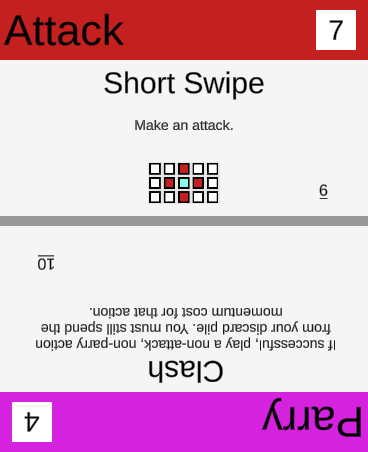 Attack 7
Short Swipe
Make an attack.
9
Parry 4
Clash
If successful, play a non-attack, non-parry action
from your discard pile. You must still spend the
momentum cost for that action.
10